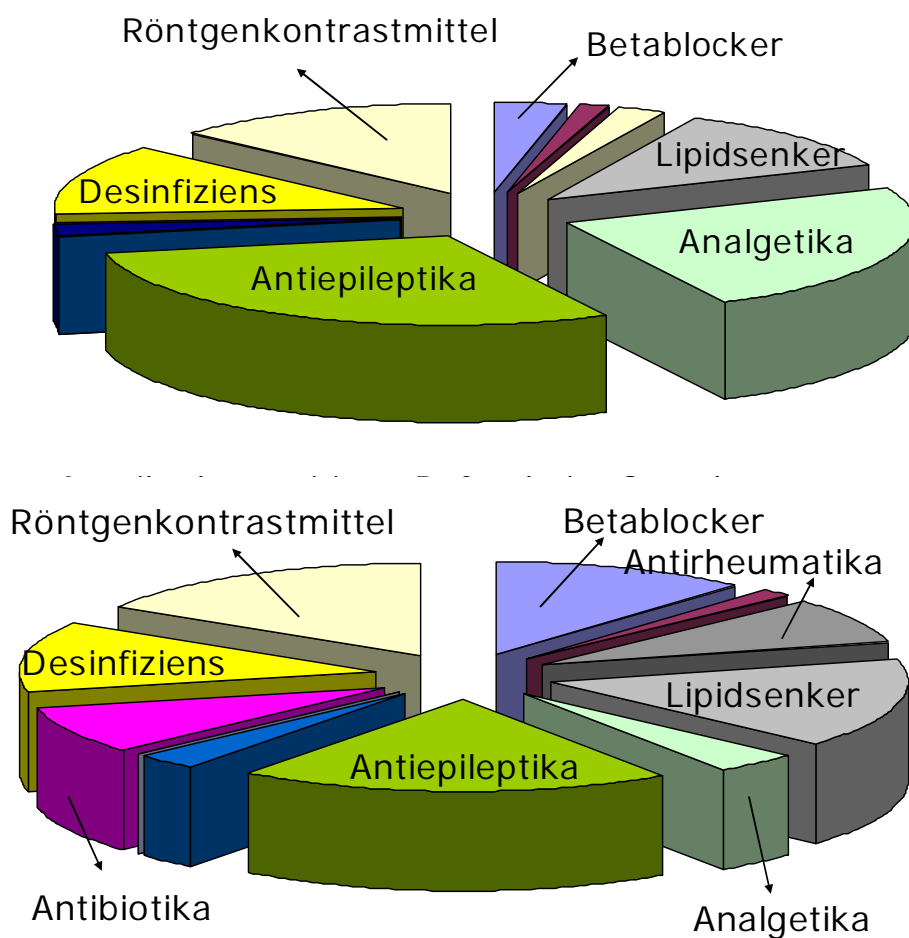 Röntgenkontrastmittel
Betablocker
Lipidsenker
Desinfiziens
Analgetika
Antiepileptika
Röntgenkontrastmittel
Betablocker
Antirheumatika
Desinfiziens
Lipidsenker
Antiepileptika
Antibiotika
Analgetika